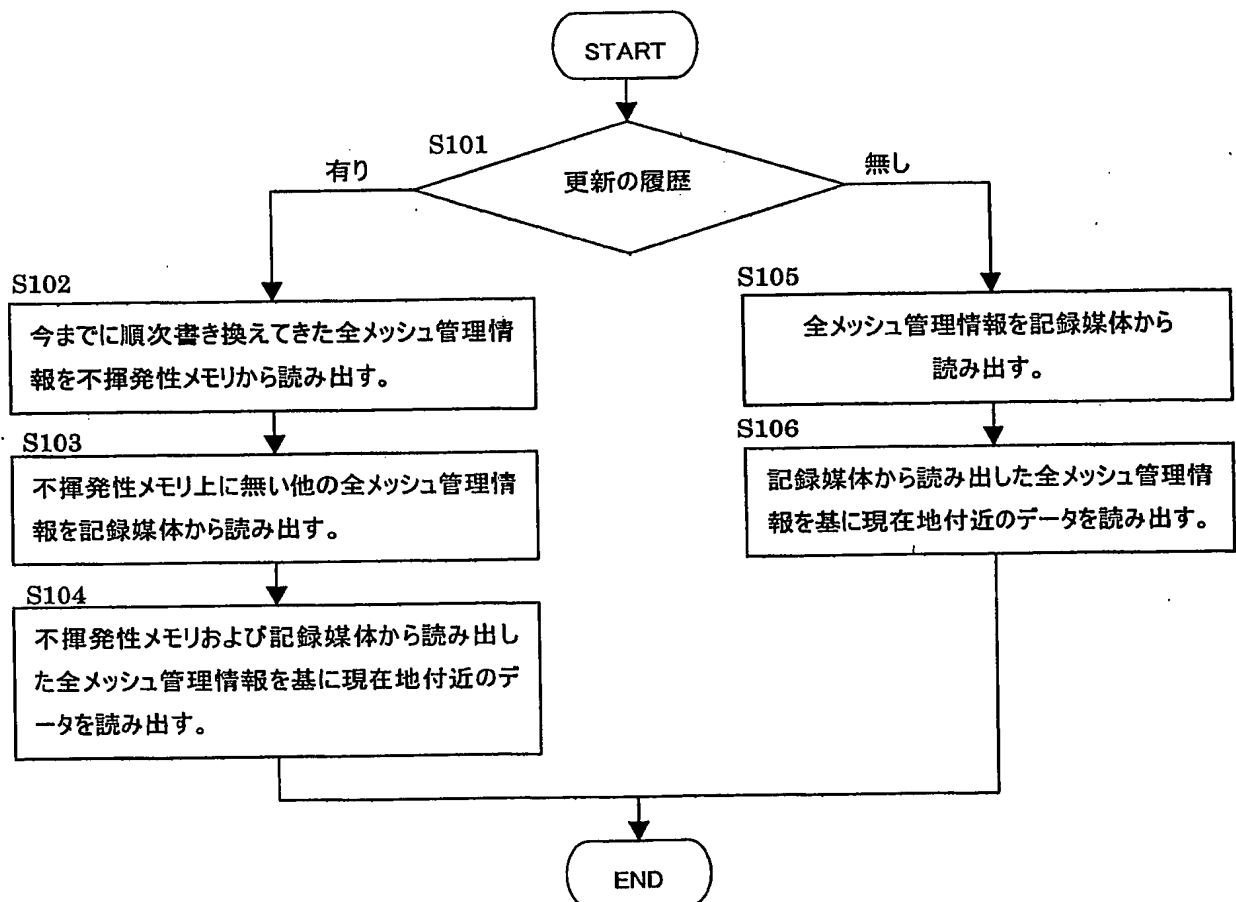 START
S101
更新の履歴
有り
無し
S102
今までに順次書き換えてきた全メッシュ管理情
報を不揮発性メモリから読み出す。
S103
不揮発性メモリ上に無い他の全メッシュ管理情
報を記録媒体から読み出す。
S104
不揮発性メモリおよび記録媒体から読み出し
た全メッシュ管理情報を基に現在地付近のデ
ータを読み出す。
S105
全メッシュ管理情報を記録媒体から
読み出す。
S106
記録媒体から読み出した全メッシュ管理情
報を基に現在地付近のデータを読み出す。
END